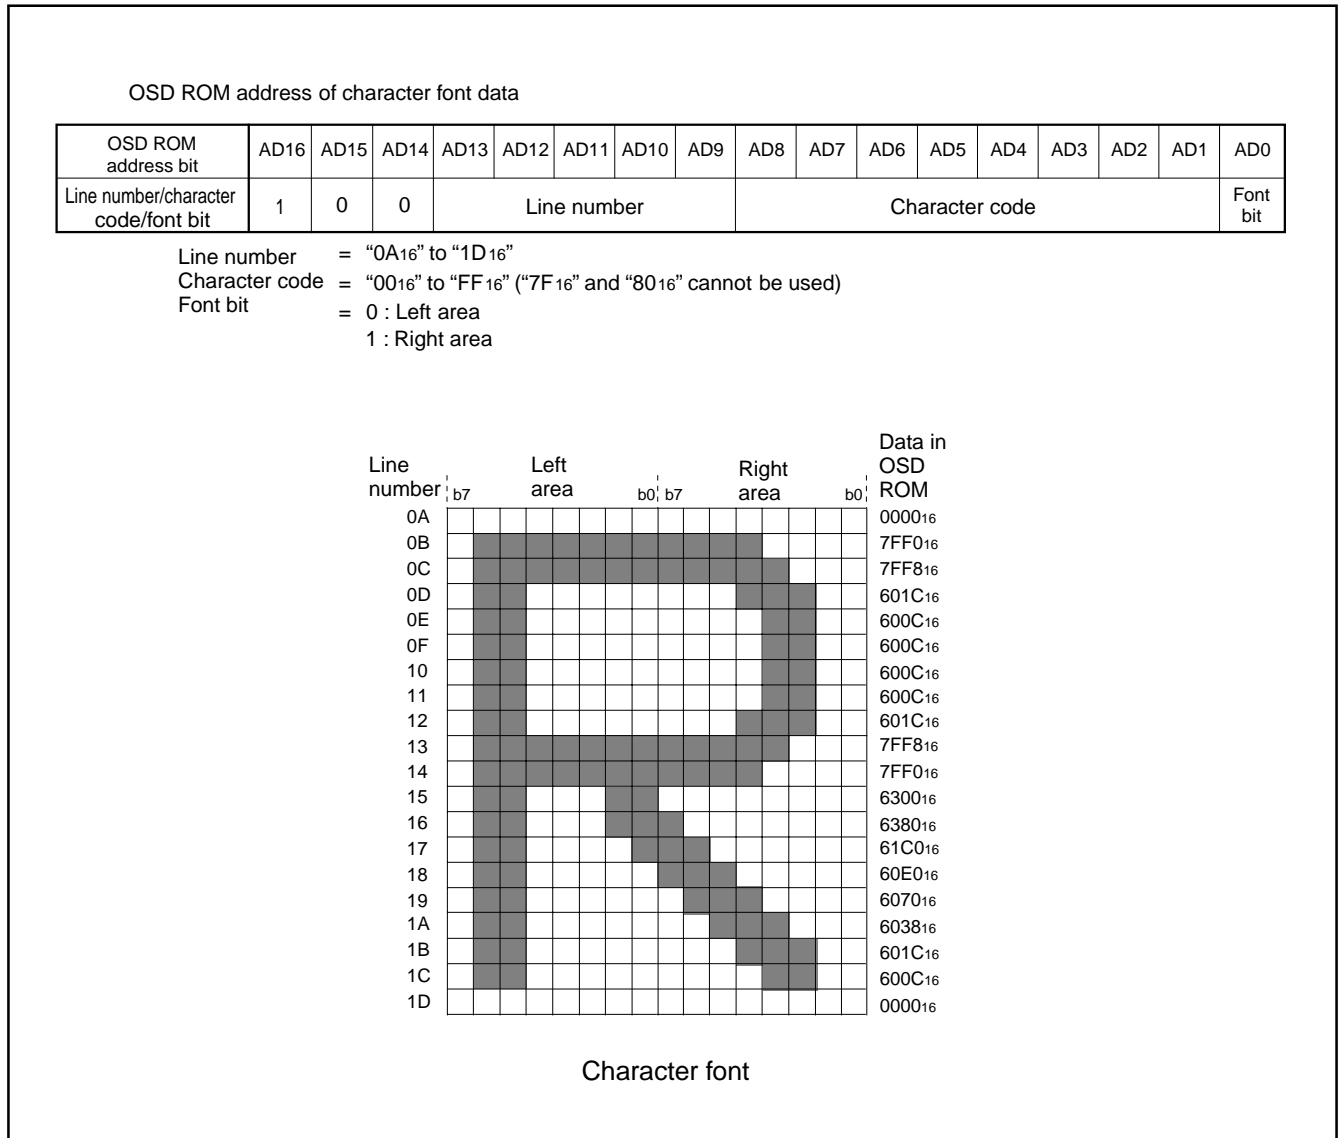 OSD ROM address of character font data
OSD ROM address bit AD16 AD15 AD14 AD13 AD12 AD11 AD10 AD9 AD8 AD7 AD6 AD5 AD4 AD3 AD2 AD1 AD0
Line number/character code/font bit 1 0 0 Line number Character code Font bit
Line number = “0A16” to “1D16”
Character code = “0016” to “FF16” (“7F16” and “8016” cannot be used)
Font bit = 0 : Left area
1 : Right area
Line number Left area Right area Data in OSD ROM
b7 b0 b7 b0
0A 000016
0B 7FF016
0C 7FF816
0D 601C16
0E 600C16
0F 600C16
10 600C16
11 600C16
12 601C16
13 7FF816
14 7FF016
15 630016
16 638016
17 61C016
18 60E016
19 607016
1A 603816
1B 601C16
1C 600C16
1D 000016
Character font